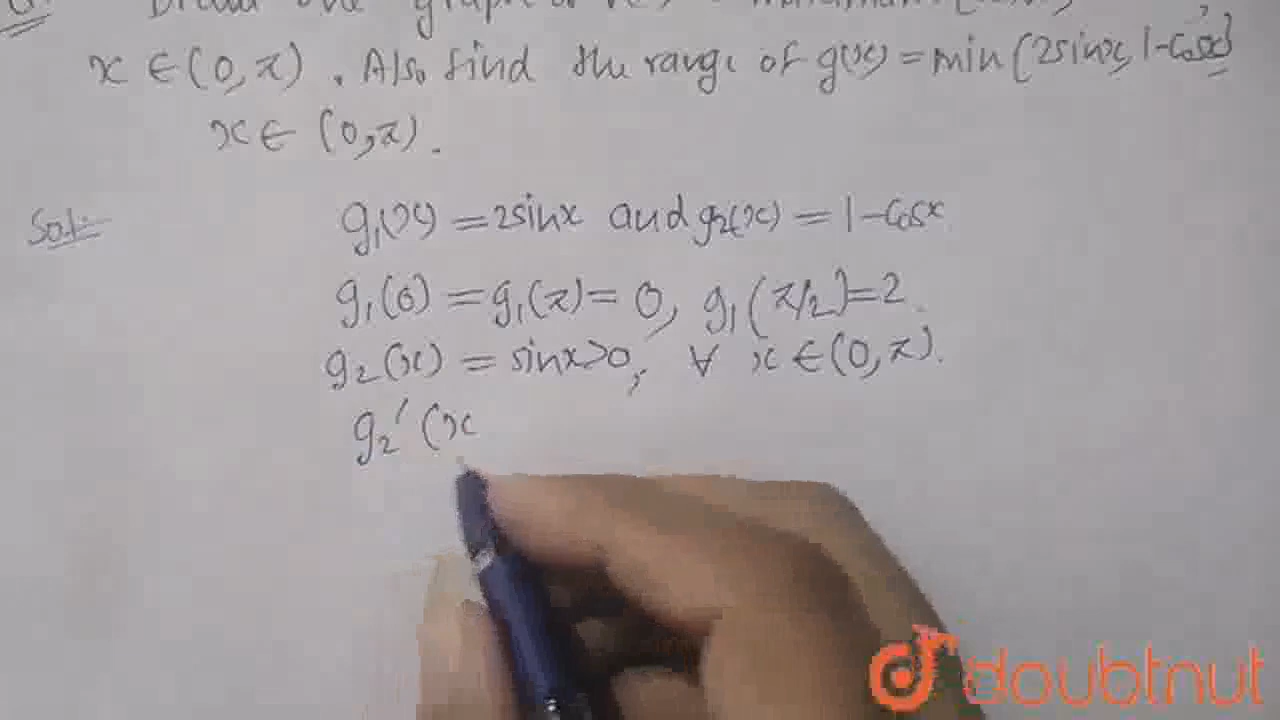 graph
x ∈ (0, π). Also find the range of g(x) = min {2sinx, 1-cosx}
x ∈ (0, π).
Sol:-
g₁(x) = 2sinx and g₂(x) = 1-cosx
g₁(0) = g₁(π) = 0, g₁(π/2) = 2.
g₂(x) = sinx>0, ∀ x ∈ (0, π).
g₂′(x
doubtnut